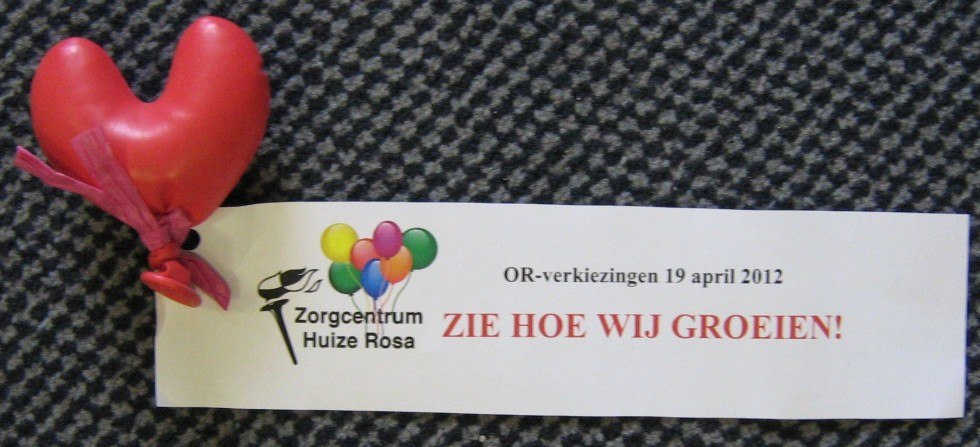 OR-verkiezingen 19 april 2012
ZIE HOE WIJ GROEIEN!
Zorgcentrum
Huize Rosa